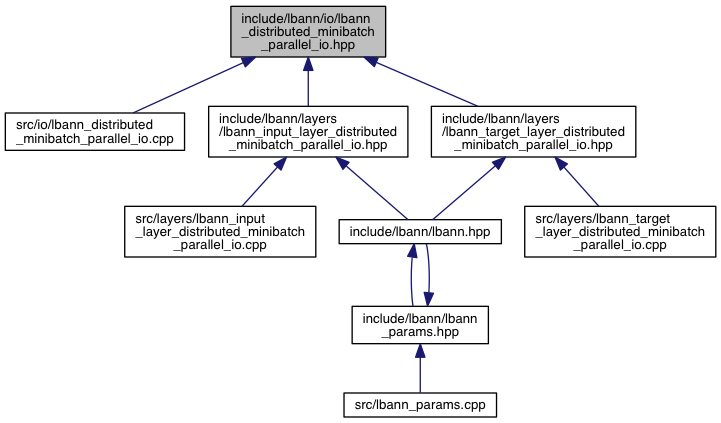 include/lbann/io/lbann
_distributed_minibatch
_parallel_io.hpp
src/io/lbann_distributed
_minibatch_parallel_io.cpp
include/lbann/layers
/lbann_input_layer_distributed
_minibatch_parallel_io.hpp
include/lbann/layers
/lbann_target_layer_distributed
_minibatch_parallel_io.hpp
src/layers/lbann_input
_layer_distributed_minibatch
_parallel_io.cpp
include/lbann/lbann.hpp
src/layers/lbann_target
_layer_distributed_minibatch
_parallel_io.cpp
include/lbann/lbann
_params.hpp
src/lbann_params.cpp